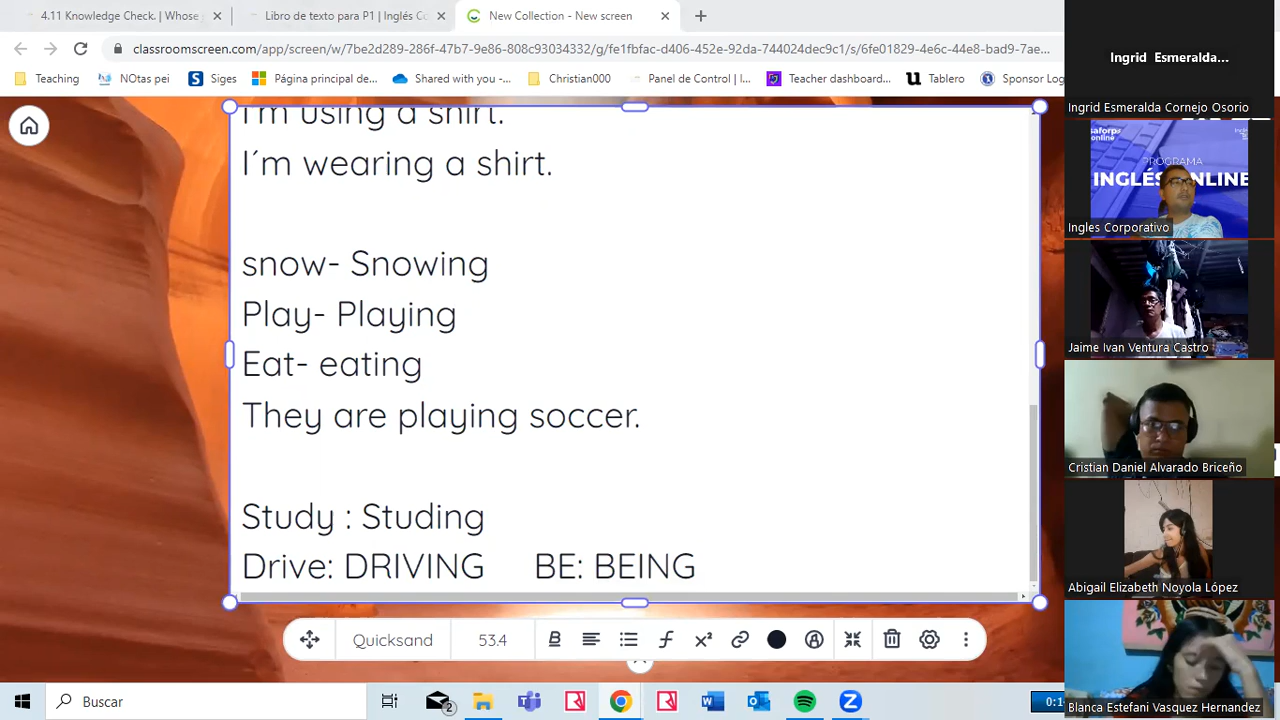 4.11 Knowledge Check. | Whose
Libro de texto para P1 | Inglés Co
New Collection - New screen
classroomscreen.com/app/screen/w/7be2d289-286f-47b7-9e86-808c93034332/g/fe1fbfac-d406-452e-92da-744024dec9c1/s/6fe01829-4e6c-44e8-bad9-7ae...
Teaching
NOtas pei
Siges
Página principal de...
Shared with you -...
Christian000
Panel de Control | I...
Teacher dashboard...
Tablero
Sponsor Log
I'm using a shirt.
I´m wearing a shirt.
snow- Snowing
Play- Playing
Eat- eating
They are playing soccer.
Study : Studing
Drive: DRIVING BE: BEING
Quicksand
53.4
Buscar
2
Ingrid Esmeralda...
Ingrid Esmeralda Cornejo Osorio
online
PROGRAMA
INGLÉS ONLINE
Ingles Corporativo
Jaime Ivan Ventura Castro
Cristian Daniel Alvarado Briceño
Abigail Elizabeth Noyola López
Blanca Estefani Vasquez Hernandez